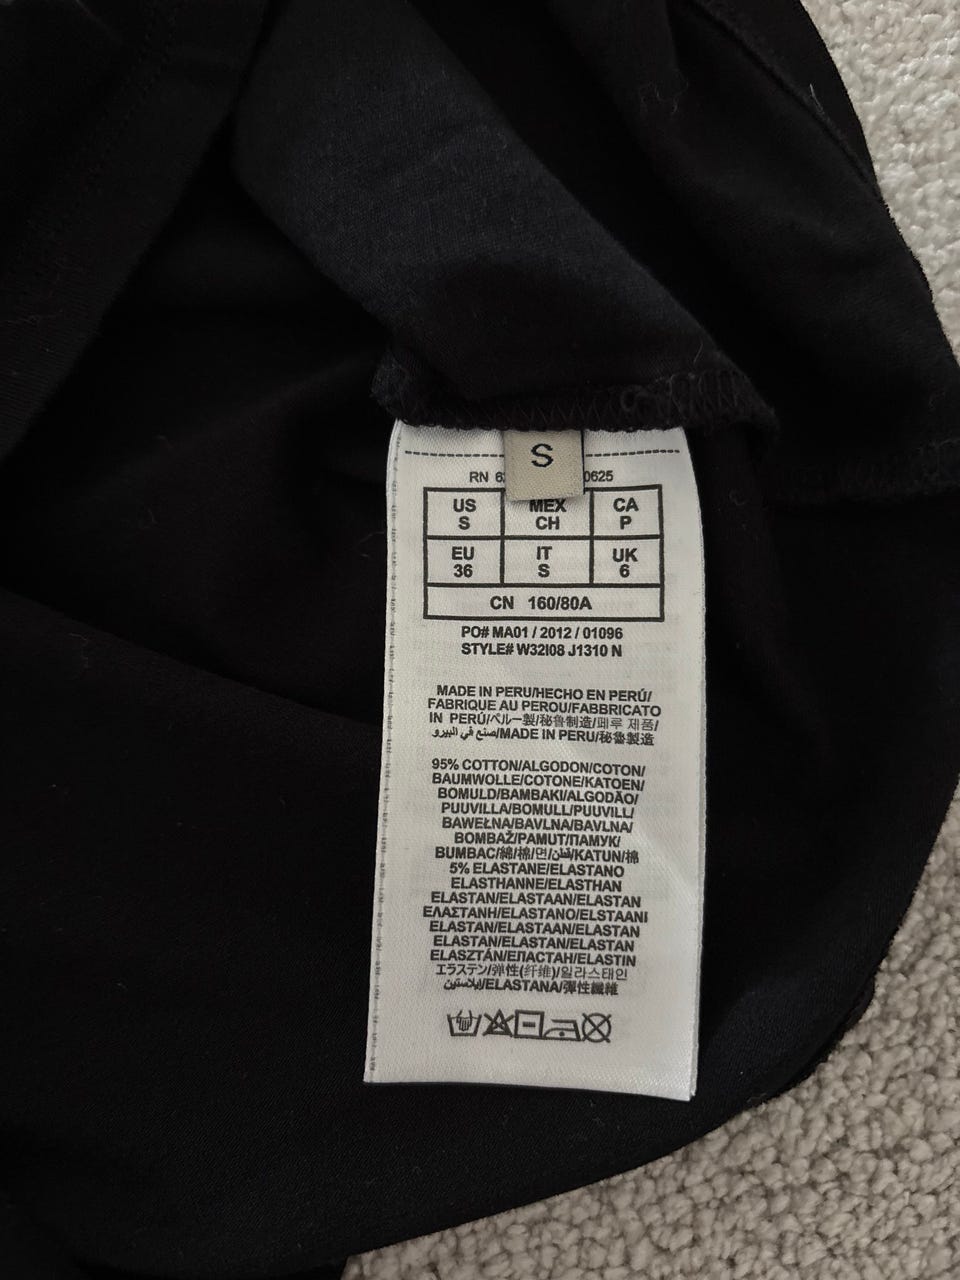 S
RN 6 0625
US MEX CA
S CH P
EU IT UK
36 S 6
CN 160/80A
PO# MA01 / 2012 / 01096
STYLE# W32I08 J1310 N
MADE IN PERU/HECHO EN PERÚ/
FABRIQUE AU PEROU/FABBRICATO
IN PERÚ/ペルー製/秘鲁制造/페루 제품/
صنع في البيرو/MADE IN PERU/秘魯製造
95% COTTON/ALGODON/COTON/
BAUMWOLLE/COTONE/KATOEN/
BOMULD/BAMBAKI/ALGODÃO/
PUUVILLA/BOMULL/PUUVILL/
BAWEŁNA/BAVLNA/BAVLNA/
BOMBAŽ/PAMUT/ПАМУК/
BUMBAC/綿/棉/면/قطن/KATUN/棉
5% ELASTANE/ELASTANO
ELASTHANNE/ELASTHAN
ELASTAN/ELASTAAN/ELASTAN
ΕΛΑΣΤΑΝΗ/ELASTANO/ELSTAANI
ELASTAN/ELASTAAN/ELASTAN
ELASTAN/ELASTAN/ELASTAN
ELASZTÁN/ЕПАСТАН/ELASTIN
エラステン/弹性(纤维)/일라스태인
إيلاستين/ELASTANA/彈性纖維